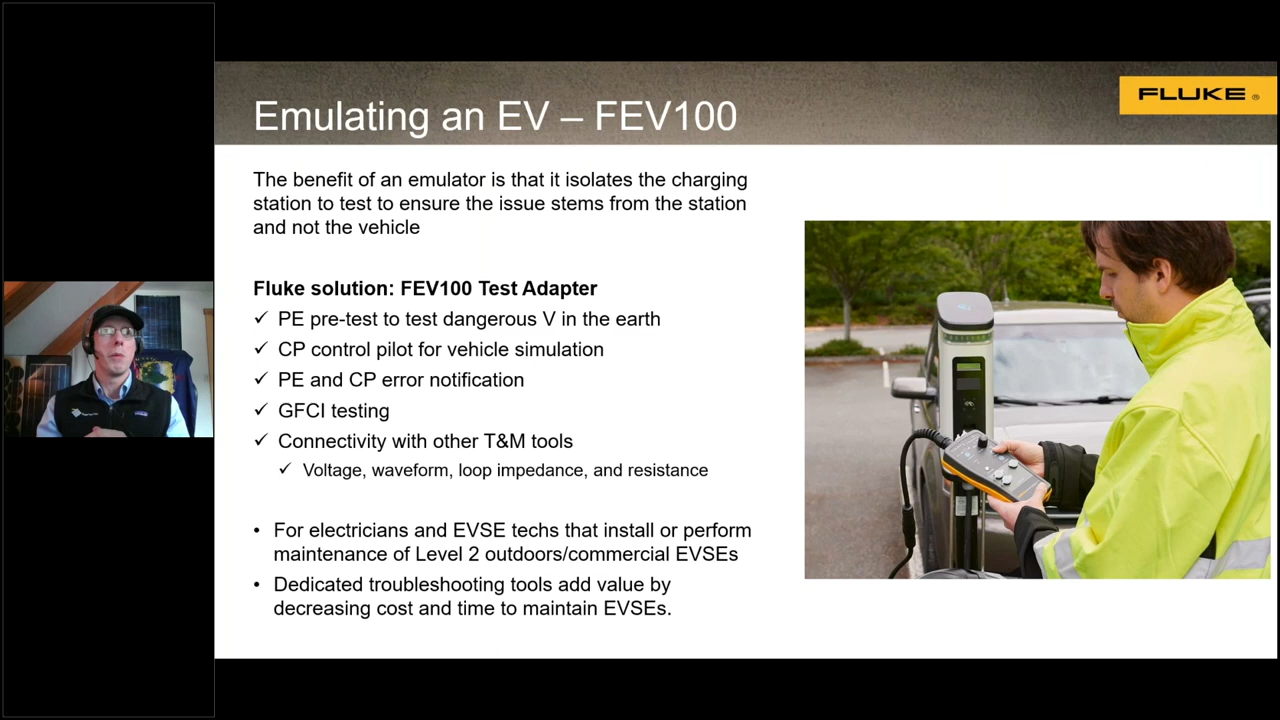 Emulating an EV – FEV100
FLUKE ®
The benefit of an emulator is that it isolates the charging
station to test to ensure the issue stems from the station
and not the vehicle
Fluke solution: FEV100 Test Adapter
✓ PE pre-test to test dangerous V in the earth
✓ CP control pilot for vehicle simulation
✓ PE and CP error notification
✓ GFCI testing
✓ Connectivity with other T&M tools
✓ Voltage, waveform, loop impedance, and resistance
• For electricians and EVSE techs that install or perform
maintenance of Level 2 outdoors/commercial EVSEs
• Dedicated troubleshooting tools add value by
decreasing cost and time to maintain EVSEs.